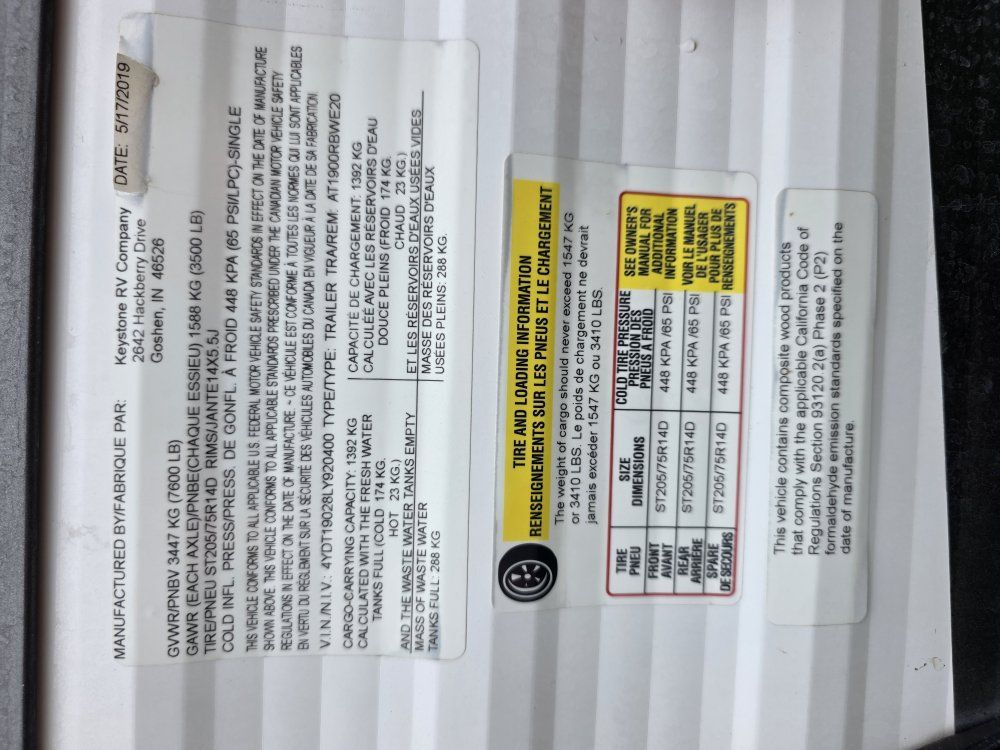 MANUFACTURED BY/FABRIQUE PAR: Keystone RV Company DATE: 5/17/2019
2642 Hackberry Drive
Goshen, IN 46526
GVWR/PNBV 3447 KG (7600 LB)
GAWR (EACH AXLE)/PNBE(CHAQUE ESSIEU) 1588 KG (3500 LB)
TIRE/PNEU ST205/75R14D RIMS/JANTE14X5.5J
COLD INFL. PRESS/PRESS. DE GONFL. À FROID 448 KPA (65 PSI/LPC)-SINGLE
THIS VEHICLE CONFORMS TO ALL APPLICABLE U.S. FEDERAL MOTOR VEHICLE SAFETY STANDARDS IN EFFECT ON THE DATE OF MANUFACTURE
SHOWN ABOVE.THIS VEHICLE CONFORMS TO ALL APPLICABLE STANDARDS PRESCRIBED UNDER THE CANADIAN MOTOR VEHICLE SAFETY
REGULATIONS IN EFFECT ON THE DATE OF MANUFACTURE. ~ CE VÉHICULE EST CONFORME À TOUTES LES NORMES QUI LUI SONT APPLICABLES
EN VERTU DU RÈGLEMENT SUR LA SÉCURITÉ DES VÉHICULES AUTOMOBILES DU CANADA EN VIGUEUR À LA DATE DE SA FABRICATION
V.I.N./N.I.V.: 4YDT19028LY920400 TYPE/TYPE: TRAILER TRA/REM: AT1900RBWE20
CARGO-CARRYING CAPACITY: 1392 KG
CALCULATED WITH THE FRESH WATER
TANKS FULL (COLD 174 KG.
HOT 23 KG.)
AND THE WASTE WATER TANKS EMPTY
MASS OF WASTE WATER
TANKS FULL: 288 KG
CAPACITÉ DE CHARGEMENT: 1392 KG
CALCULÉE AVEC LES RÉSERVOIRS D'EAU
DOUCE PLEINS (FROID 174 KG.
CHAUD 23 KG.)
ET LES RÉSERVOIRS D'EAUX USÉES VIDES
MASSE DES RÉSERVOIRS D'EAUX
USÉES PLEINS: 288 KG.
TIRE AND LOADING INFORMATION
RENSEIGNEMENTS SUR LES PNEUS ET LE CHARGEMENT
The weight of cargo should never exceed 1547 KG
or 3410 LBS. Le poids de chargement ne devrait
jamais excéder 1547 KG ou 3410 LBS.
TIRE
PNEU
SIZE
DIMENSIONS
COLD TIRE PRESSURE
PRESSION DES
PNEUS À FROID
FRONT
AVANT
ST205/75R14D
448 KPA /65 PSI
REAR
ARRIÈRE
ST205/75R14D
448 KPA /65 PSI
SPARE
DE SECOURS
ST205/75R14D
448 KPA /65 PSI
SEE OWNER'S
MANUAL FOR
ADDITIONAL
INFORMATION
VOIR LE MANUEL
DE L'USAGER
POUR PLUS DE
RENSEIGNEMENTS
This vehicle contains composite wood products
that comply with the applicable California Code of
Regulations Section 93120.2(a) Phase 2 (P2)
formaldehyde emission standards specified on the
date of manufacture.